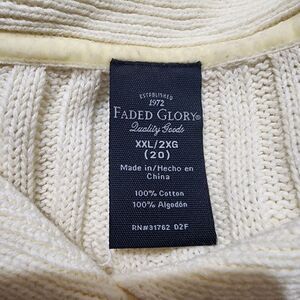 ESTABLISHED
1972
FADED GLORY®
Quality Goods
XXL/2XG
(20)
Made in/Hecho en
China
100% Cotton
100% Algodón
RN#31762 D2F